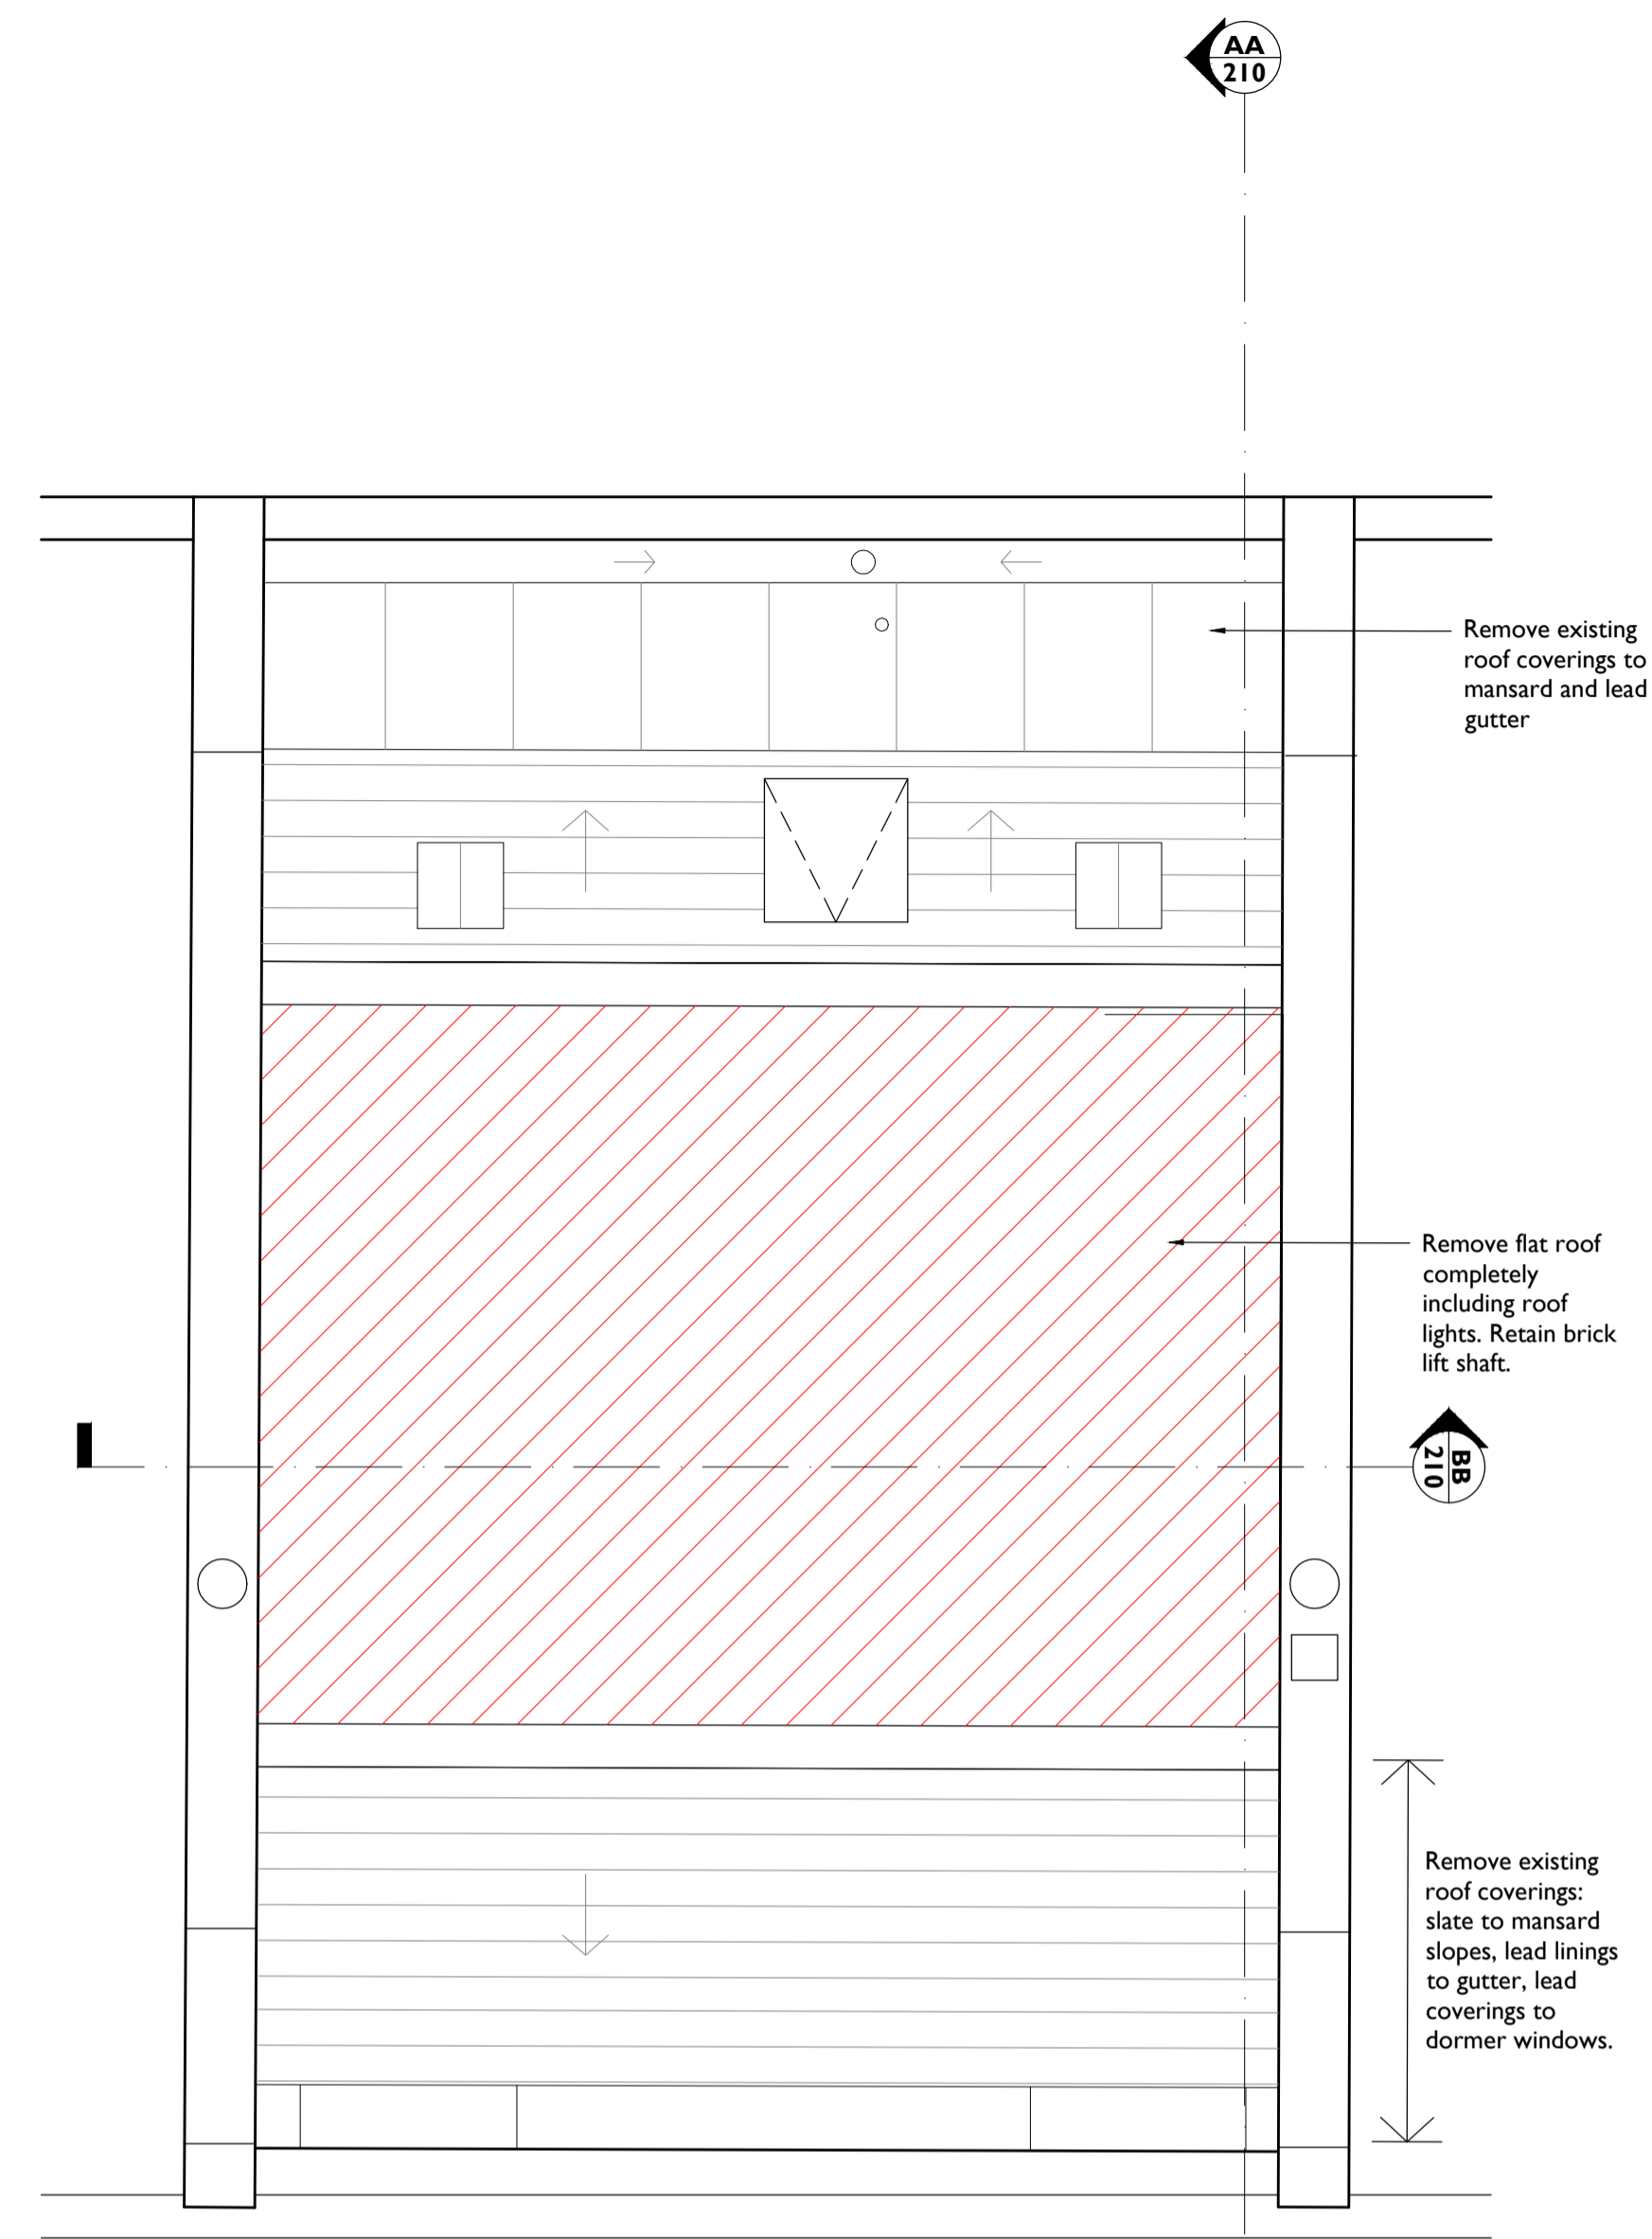 AA
210
Remove existing
roof coverings to
mansard and lead
gutter
Remove flat roof
completely
including roof
lights. Retain brick
lift shaft.
BB
210
Remove existing
roof coverings:
slate to mansard
slopes, lead linings
to gutter, lead
coverings to
dormer windows.